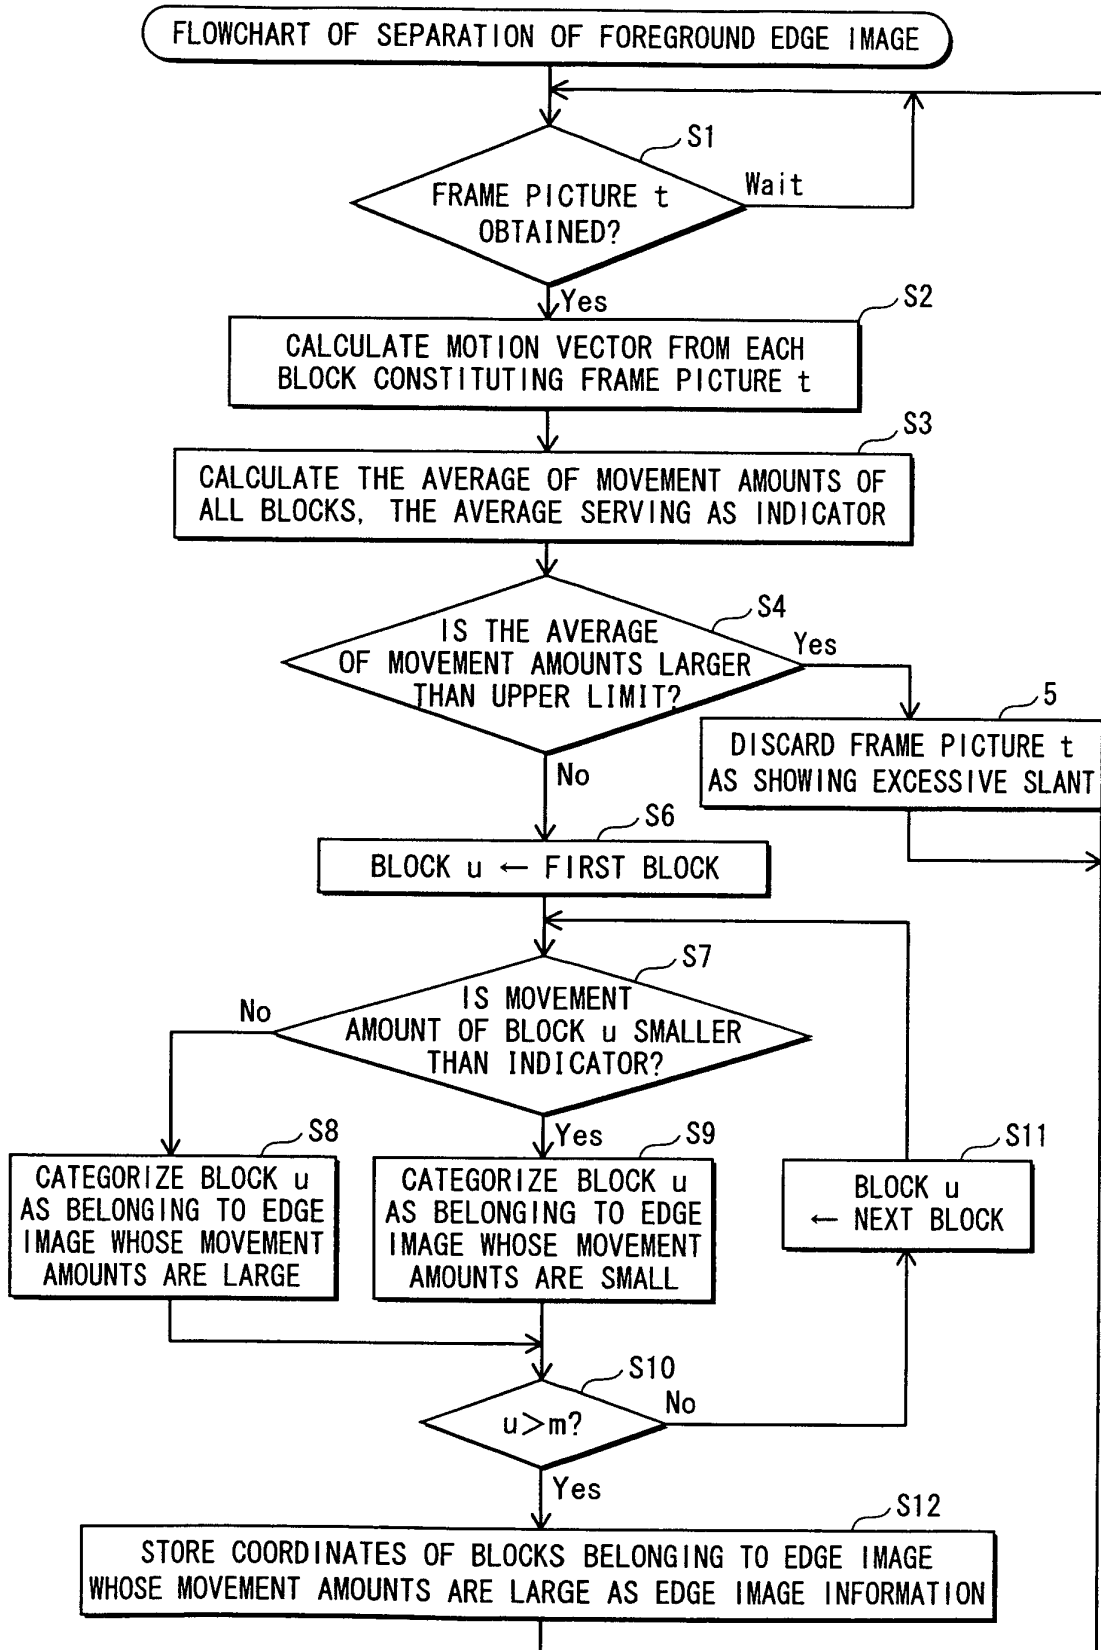 FLOWCHART OF SEPARATION OF FOREGROUND EDGE IMAGE
S1
FRAME PICTURE t
OBTAINED?
Wait
Yes
S2
CALCULATE MOTION VECTOR FROM EACH
BLOCK CONSTITUTING FRAME PICTURE t
S3
CALCULATE THE AVERAGE OF MOVEMENT AMOUNTS OF
ALL BLOCKS, THE AVERAGE SERVING AS INDICATOR
S4
IS THE AVERAGE
OF MOVEMENT AMOUNTS LARGER
THAN UPPER LIMIT?
Yes
5
DISCARD FRAME PICTURE t
AS SHOWING EXCESSIVE SLANT
No
S6
BLOCK u ← FIRST BLOCK
S7
IS MOVEMENT
AMOUNT OF BLOCK u SMALLER
THAN INDICATOR?
No
Yes
S8
CATEGORIZE BLOCK u
AS BELONGING TO EDGE
IMAGE WHOSE MOVEMENT
AMOUNTS ARE LARGE
S9
CATEGORIZE BLOCK u
AS BELONGING TO EDGE
IMAGE WHOSE MOVEMENT
AMOUNTS ARE SMALL
S11
BLOCK u
← NEXT BLOCK
S10
u>m?
No
Yes
S12
STORE COORDINATES OF BLOCKS BELONGING TO EDGE IMAGE
WHOSE MOVEMENT AMOUNTS ARE LARGE AS EDGE IMAGE INFORMATION